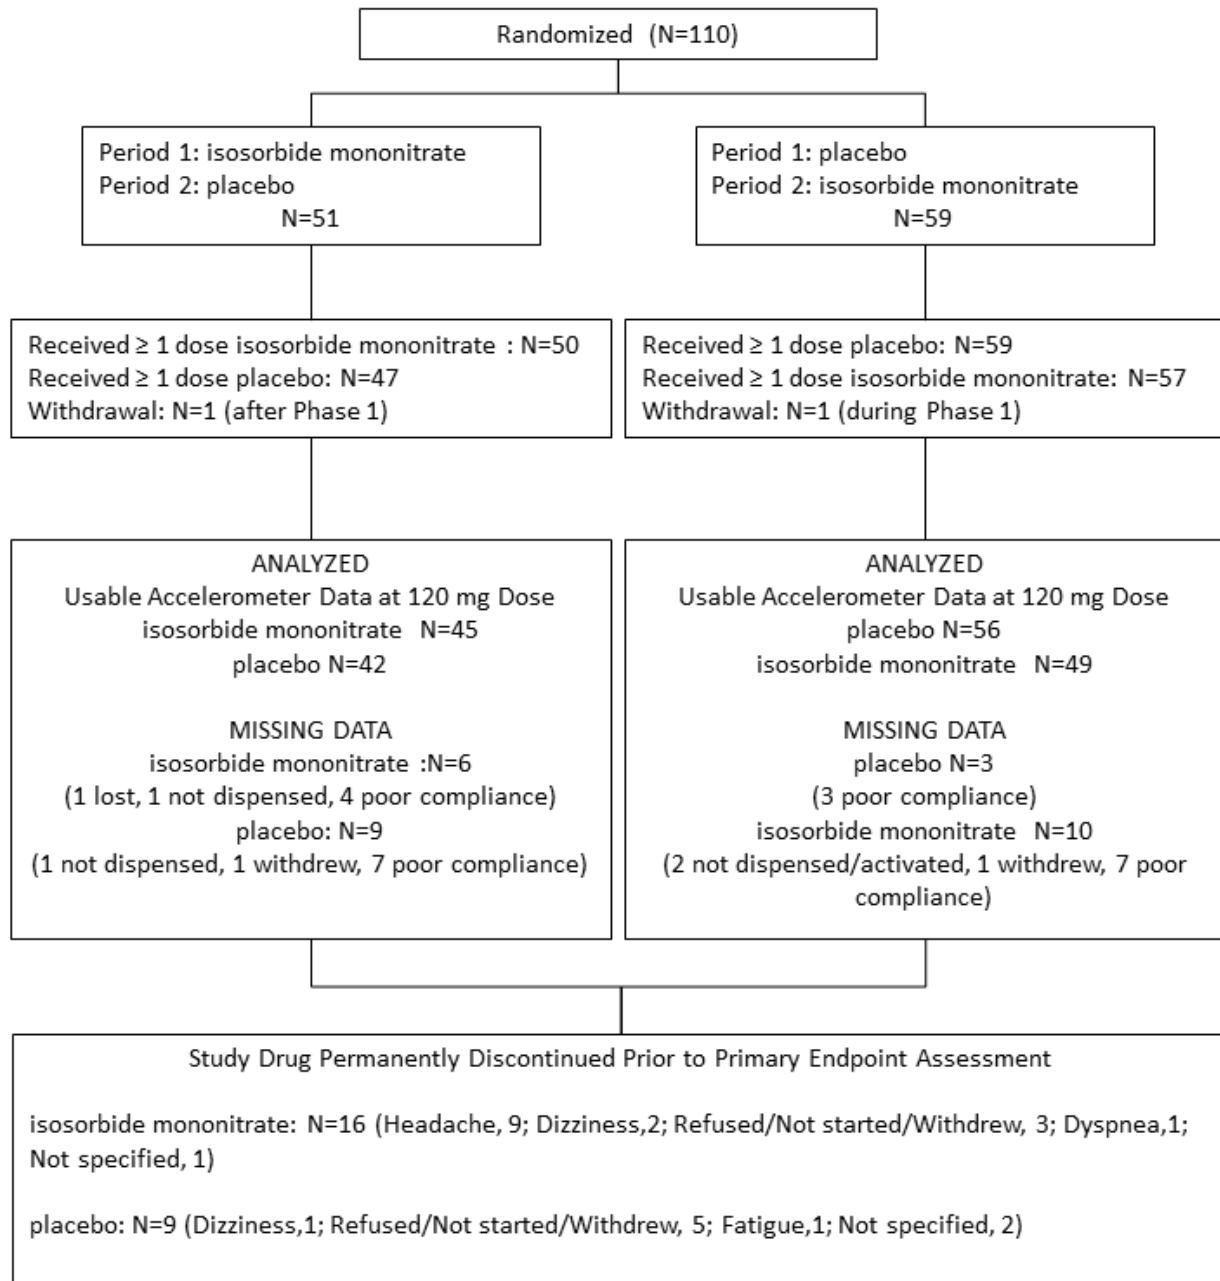 Randomized (N=110)
Period 1: isosorbide mononitrate
Period 2: placebo
N=51
Period 1: placebo
Period 2: isosorbide mononitrate
N=59
Received ≥ 1 dose isosorbide mononitrate : N=50
Received ≥ 1 dose placebo: N=47
Withdrawal: N=1 (after Phase 1)
Received ≥ 1 dose placebo: N=59
Received ≥ 1 dose isosorbide mononitrate: N=57
Withdrawal: N=1 (during Phase 1)
ANALYZED
Usable Accelerometer Data at 120 mg Dose
isosorbide mononitrate N=45
placebo N=42
MISSING DATA
isosorbide mononitrate :N=6
(1 lost, 1 not dispensed, 4 poor compliance)
placebo: N=9
(1 not dispensed, 1 withdrew, 7 poor compliance)
ANALYZED
Usable Accelerometer Data at 120 mg Dose
placebo N=56
isosorbide mononitrate N=49
MISSING DATA
placebo N=3
(3 poor compliance)
isosorbide mononitrate N=10
(2 not dispensed/activated, 1 withdrew, 7 poor
compliance)
Study Drug Permanently Discontinued Prior to Primary Endpoint Assessment
isosorbide mononitrate: N=16 (Headache, 9; Dizziness,2; Refused/Not started/Withdrew, 3; Dyspnea,1;
Not specified, 1)
placebo: N=9 (Dizziness,1; Refused/Not started/Withdrew, 5; Fatigue,1; Not specified, 2)